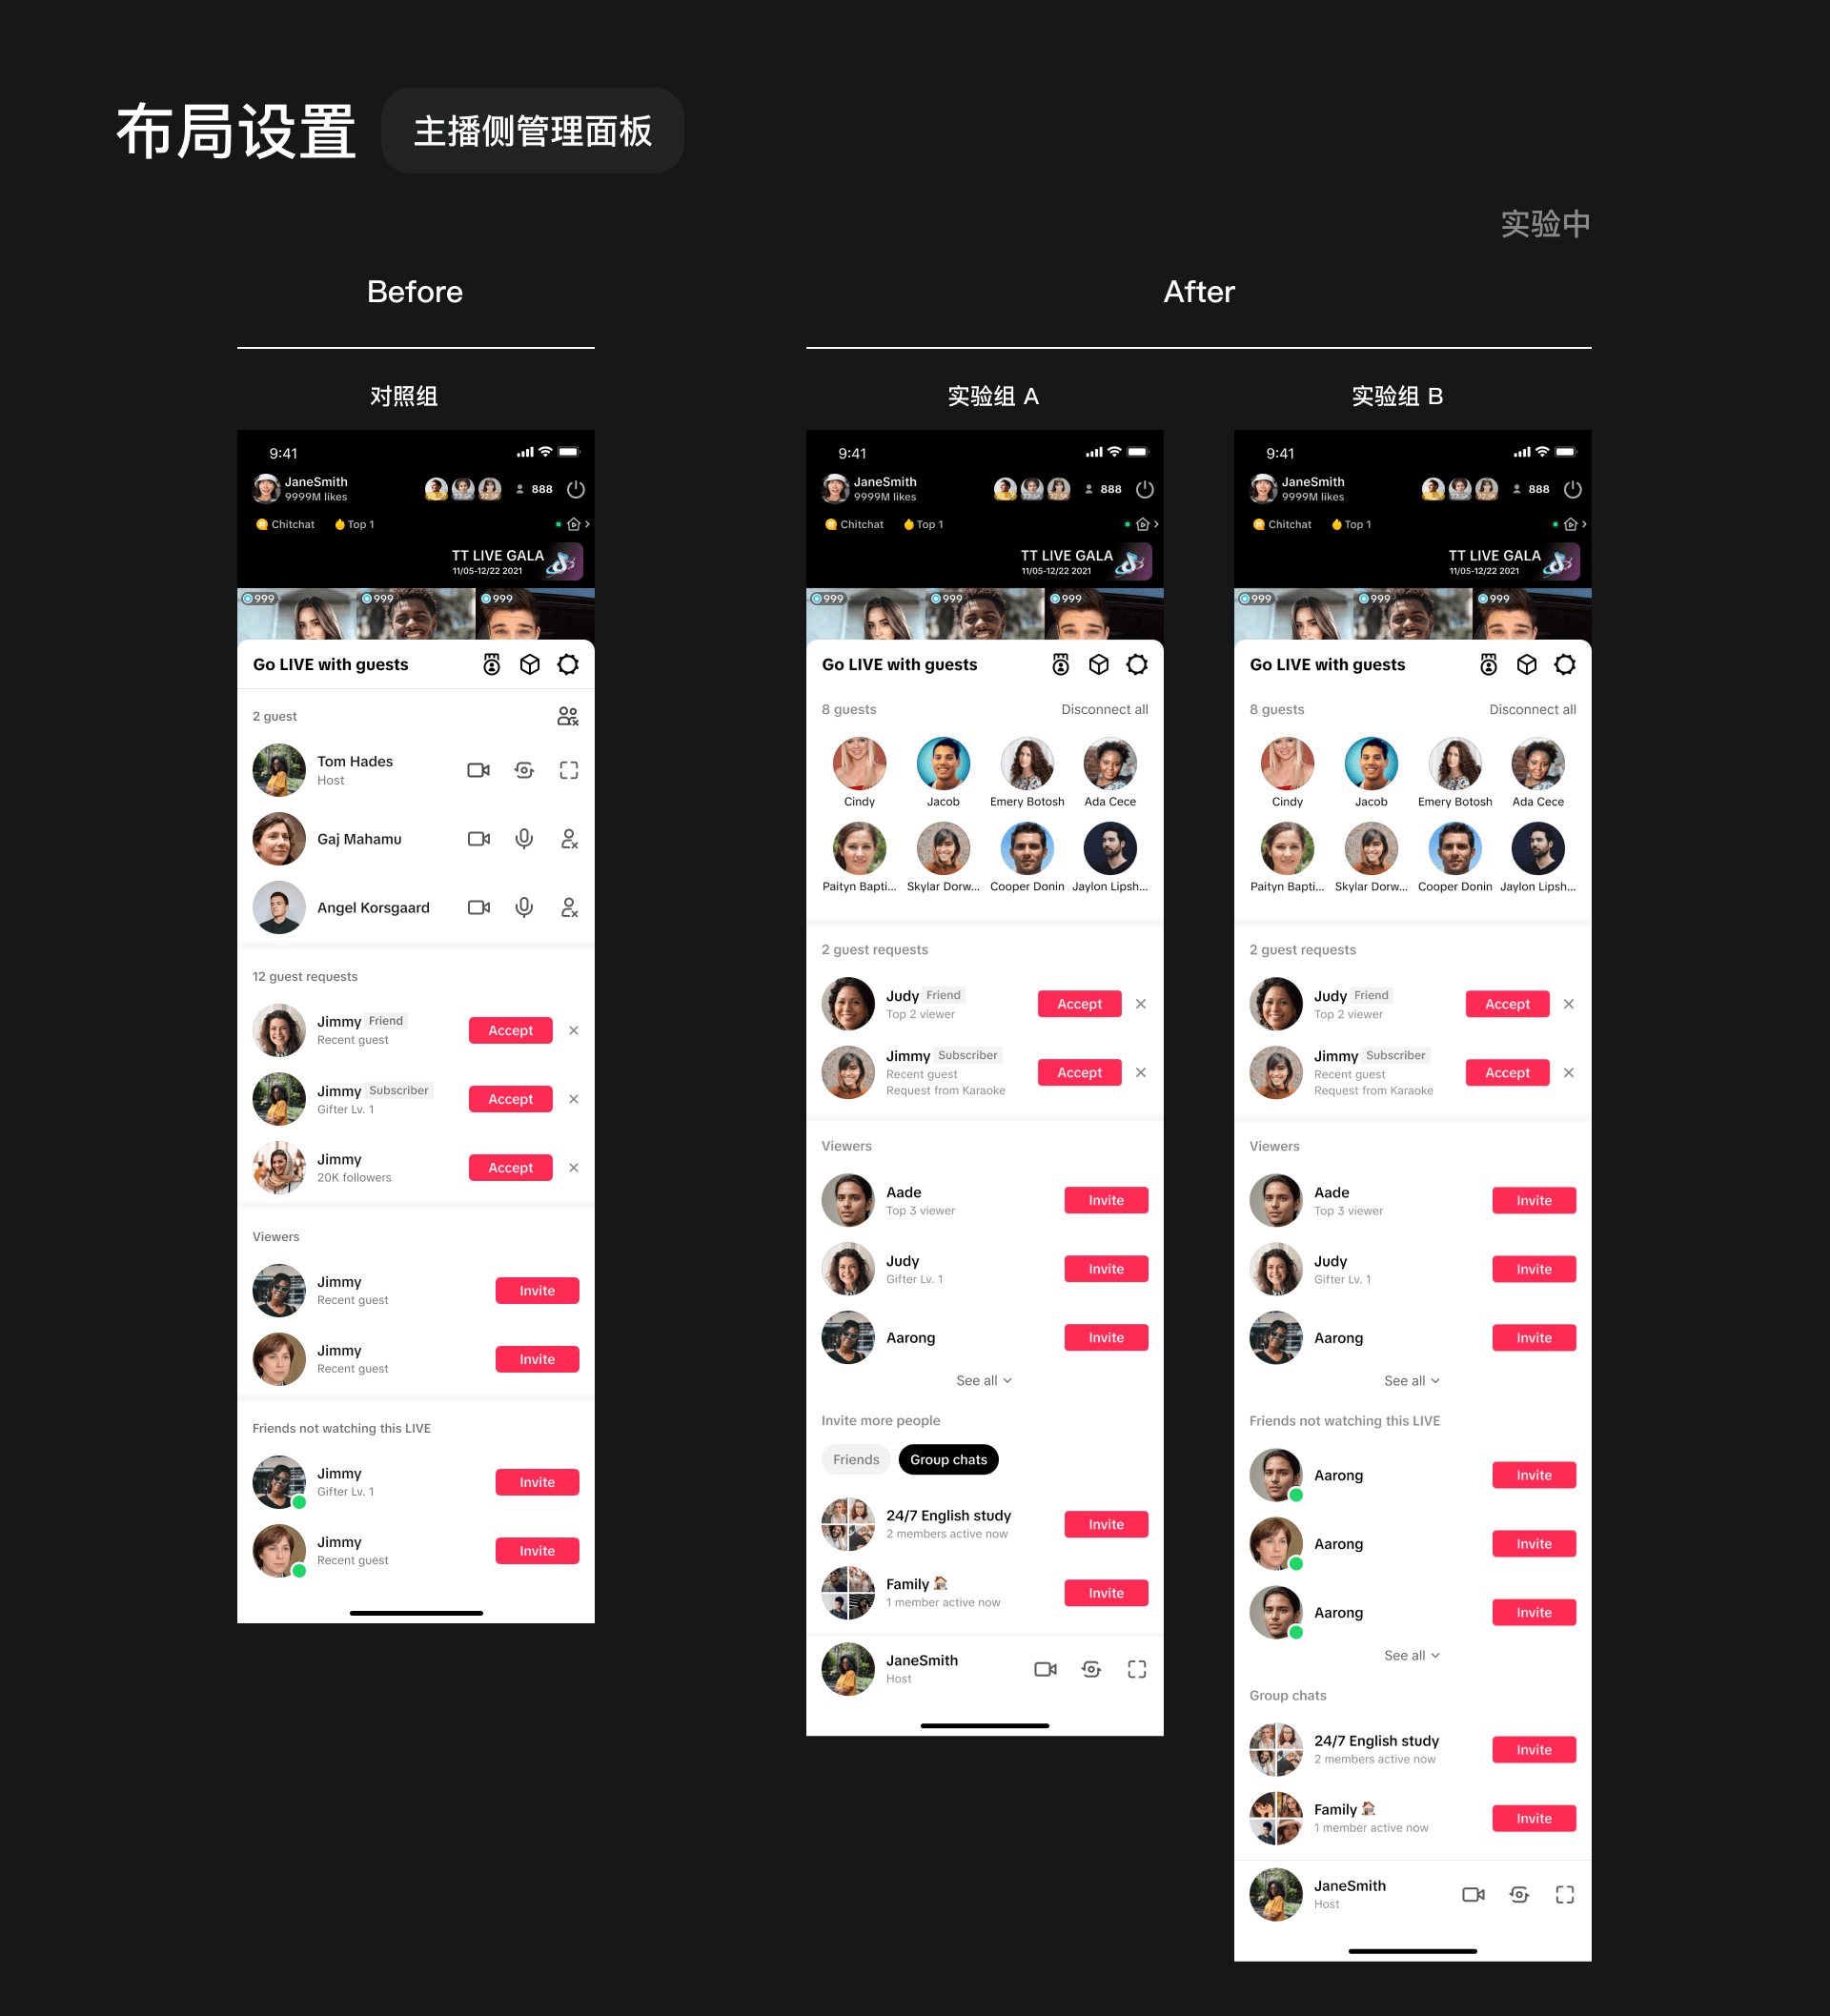 布局设置
主播侧管理面板
实验中
Before
After
对照组
9:41
JaneSmith
9999M likes
888
Chitchat
Top 1
TT LIVE GALA
11/05-12/22 2021
999
999
999
Go LIVE with guests
2 guest
Tom Hades
Host
Gaj Mahamu
Angel Korsgaard
12 guest requests
Jimmy Friend
Recent guest
Accept
Jimmy Subscriber
Gifter Lv. 1
Accept
Jimmy
20K followers
Accept
Viewers
Jimmy
Recent guest
Invite
Jimmy
Recent guest
Invite
Friends not watching this LIVE
Jimmy
Gifter Lv. 1
Invite
Jimmy
Recent guest
Invite
实验组 A
9:41
JaneSmith
9999M likes
888
Chitchat
Top 1
TT LIVE GALA
11/05-12/22 2021
999
999
999
Go LIVE with guests
8 guests
Disconnect all
Cindy
Jacob
Emery Botosh
Ada Cece
Paityn Bapti...
Skylar Dorw...
Cooper Donin
Jaylon Lipsh...
2 guest requests
Judy Friend
Top 2 viewer
Accept
Jimmy Subscriber
Recent guest
Request from Karaoke
Accept
Viewers
Aade
Top 3 viewer
Invite
Judy
Gifter Lv. 1
Invite
Aarong
Invite
See all
Invite more people
Friends
Group chats
24/7 English study
2 members active now
Invite
Family 🏠
1 member active now
Invite
JaneSmith
Host
实验组 B
9:41
JaneSmith
9999M likes
888
Chitchat
Top 1
TT LIVE GALA
11/05-12/22 2021
999
999
999
Go LIVE with guests
8 guests
Disconnect all
Cindy
Jacob
Emery Botosh
Ada Cece
Paityn Bapti...
Skylar Dorw...
Cooper Donin
Jaylon Lipsh...
2 guest requests
Judy Friend
Top 2 viewer
Accept
Jimmy Subscriber
Recent guest
Request from Karaoke
Accept
Viewers
Aade
Top 3 viewer
Invite
Judy
Gifter Lv. 1
Invite
Aarong
Invite
See all
Friends not watching this LIVE
Aarong
Invite
Aarong
Invite
Aarong
Invite
See all
Group chats
24/7 English study
2 members active now
Invite
Family 🏠
1 member active now
Invite
JaneSmith
Host